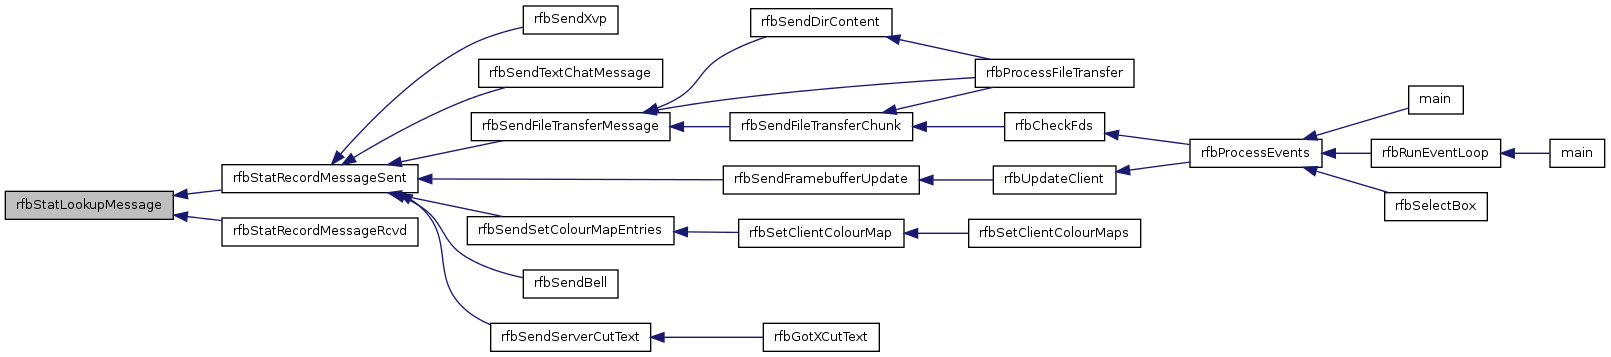 rfbStatLookupMessage
rfbStatRecordMessageSent
rfbStatRecordMessageRcvd
rfbSendXvp
rfbSendTextChatMessage
rfbSendFileTransferMessage
rfbSendFramebufferUpdate
rfbSendSetColourMapEntries
rfbSendBell
rfbSendServerCutText
rfbSendDirContent
rfbSendFileTransferChunk
rfbSetClientColourMap
rfbGotXCutText
rfbProcessFileTransfer
rfbCheckFds
rfbUpdateClient
rfbSetClientColourMaps
rfbProcessEvents
main
rfbRunEventLoop
rfbSelectBox
main